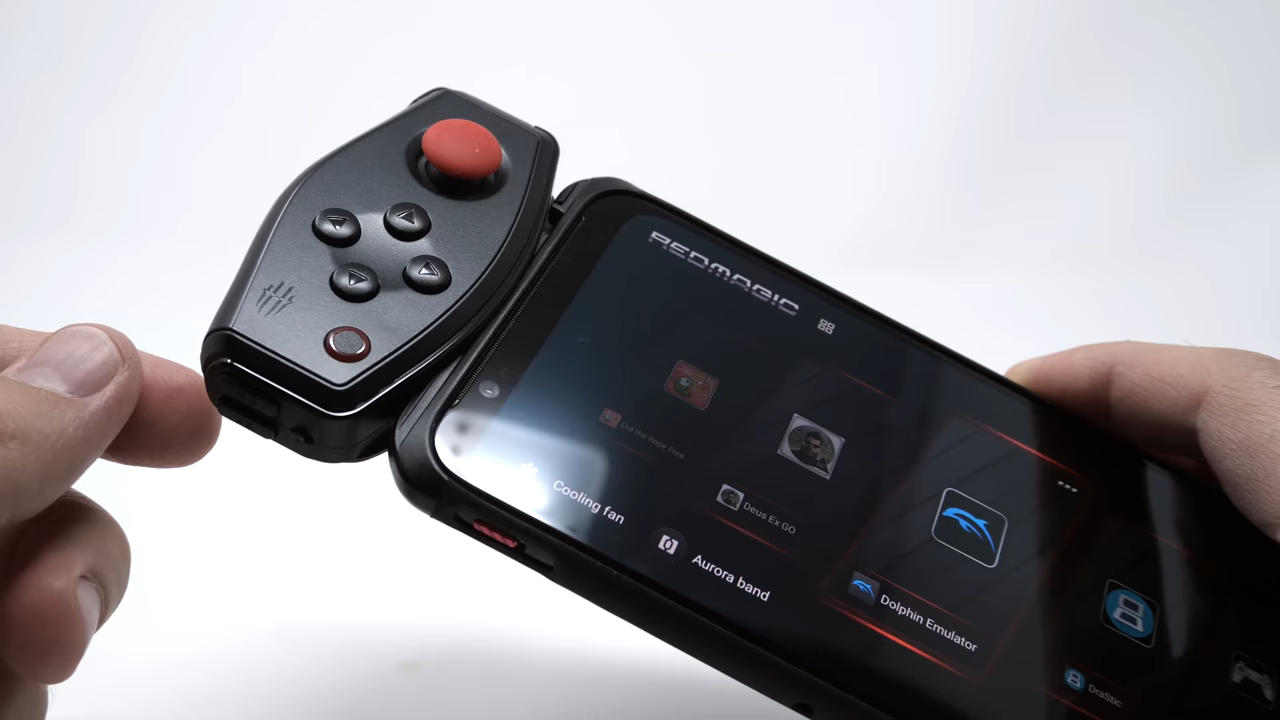 REDMAGIC
Cut the Rope Free
Deus Ex GO
Cooling fan
Aurora band
Dolphin Emulator
DraStic